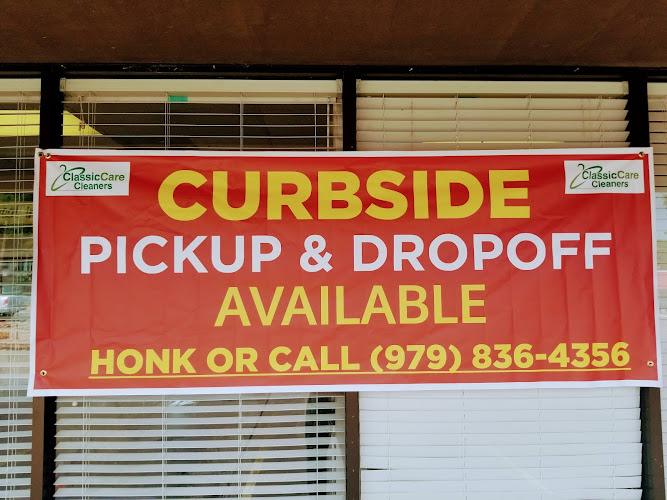 ClassicCare
Cleaners
ClassicCare
Cleaners
CURBSIDE
PICKUP & DROPOFF
AVAILABLE
HONK OR CALL (979) 836-4356